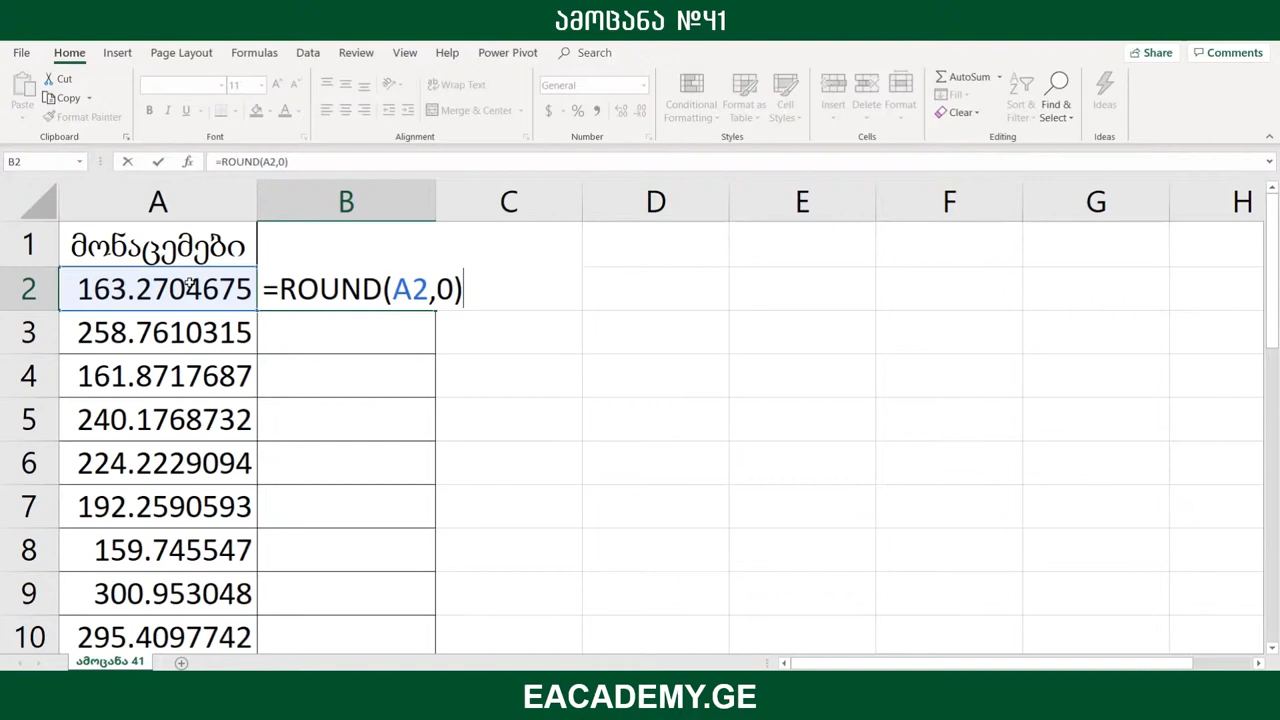 ამოცანა №41
File Home Insert Page Layout Formulas Data Review View Help Power Pivot Search Share Comments
Paste Cut Copy Format Painter Clipboard
11 A A B I U A Font
ab Wrap Text Merge & Center Alignment
General $ % , Number
Conditional Formatting Format as Table Cell Styles Styles
Insert Delete Format Cells
AutoSum Fill Clear Sort & Filter Find & Select Editing
Ideas Ideas
B2 fx =ROUND(A2,0)
A B C D E F G H
1 მონაცემები
2 163.2704675 =ROUND(A2,0)
3 258.7610315
4 161.8717687
5 240.1768732
6 224.2229094
7 192.2590593
8 159.745547
9 300.953048
10 295.4097742
ამოცანა 41
EACADEMY.GE